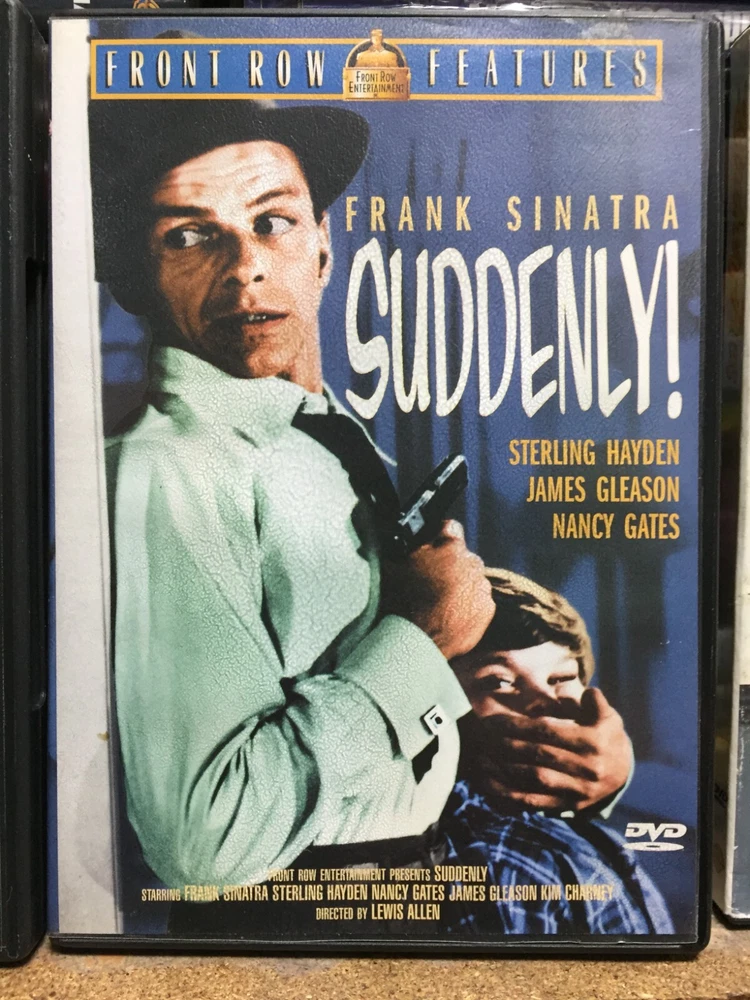 FRONT ROW FEATURES
FRONT ROW
ENTERTAINMENT
FRANK SINATRA
SUDDENLY!
STERLING HAYDEN
JAMES GLEASON
NANCY GATES
DVD
FRONT ROW ENTERTAINMENT PRESENTS SUDDENLY
STARRING FRANK SINATRA STERLING HAYDEN NANCY GATES JAMES GLEASON KIM CHARNEY
DIRECTED BY LEWIS ALLEN